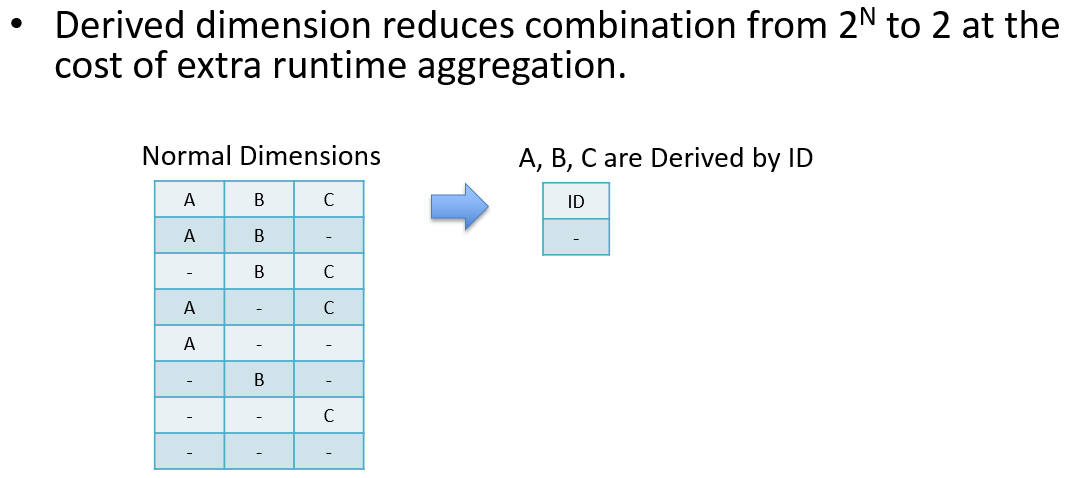 • Derived dimension reduces combination from 2ᴺ to 2 at the
cost of extra runtime aggregation.
Normal Dimensions
A B C
A B -
- B C
A - C
A - -
- B -
- - C
- - -
A, B, C are Derived by ID
ID
-